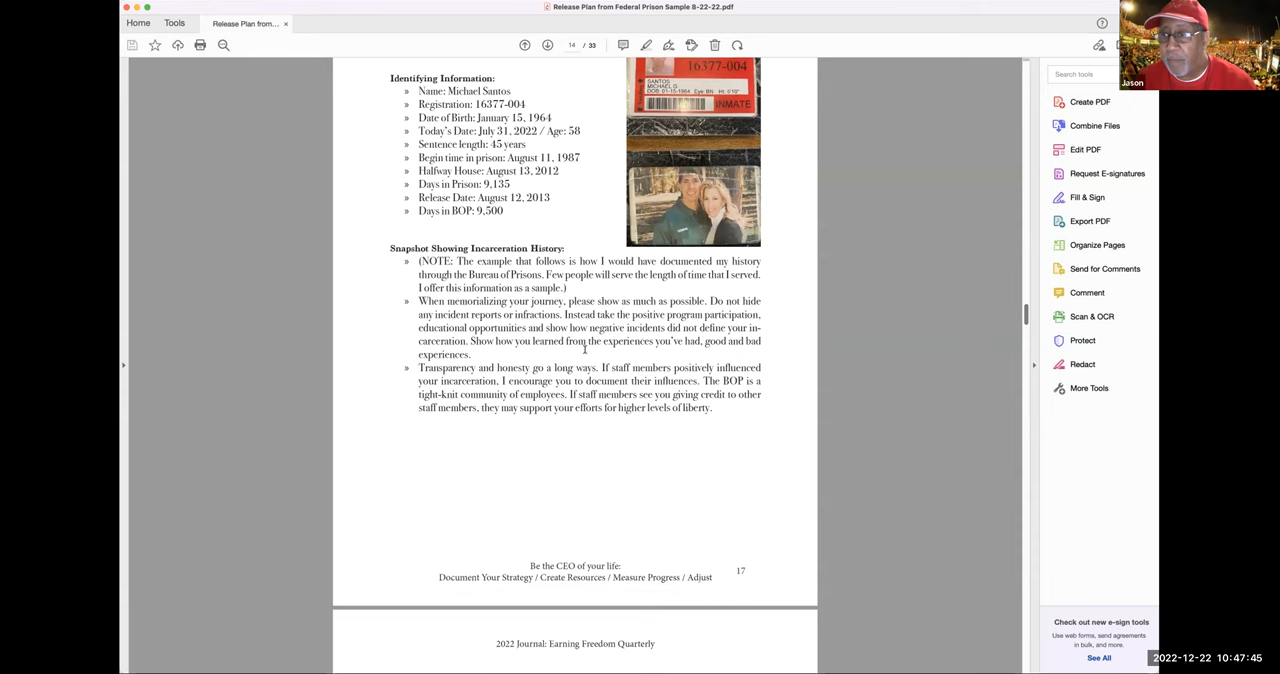 Release Plan from Federal Prison Sample 8-22-22.pdf
Home
Tools
Release Plan from...
×
14 / 33
Jason
Search tools
Create PDF
Combine Files
Edit PDF
Request E-signatures
Fill & Sign
Export PDF
Organize Pages
Send for Comments
Comment
Scan & OCR
Protect
Redact
More Tools
Check out new e-sign tools
Use web forms, send agreements
in bulk, and more.
See All
2022-12-22 10:47:45
Identifying Information:
» Name: Michael Santos
» Registration: 16377-004
» Date of Birth: January 15, 1964
» Today's Date: July 31, 2022 / Age: 58
» Sentence length: 45 years
» Begin time in prison: August 11, 1987
» Halfway House: August 13, 2012
» Days in Prison: 9,135
» Release Date: August 12, 2013
» Days in BOP: 9,500
16377-004
SANTOS
MICHAEL G
DOB: 01-15-1964 Eye: BN Ht: 5'10"
INMATE
Snapshot Showing Incarceration History:
» (NOTE: The example that follows is how I would have documented my history
through the Bureau of Prisons. Few people will serve the length of time that I served.
I offer this information as a sample.)
» When memorializing your journey, please show as much as possible. Do not hide
any incident reports or infractions. Instead take the positive program participation,
educational opportunities and show how negative incidents did not define your in-
carceration. Show how you learned from the experiences you've had, good and bad
experiences.
» Transparency and honesty go a long ways. If staff members positively influenced
your incarceration, I encourage you to document their influences. The BOP is a
tight-knit community of employees. If staff members see you giving credit to other
staff members, they may support your efforts for higher levels of liberty.
Be the CEO of your life:
Document Your Strategy / Create Resources / Measure Progress / Adjust
17
2022 Journal: Earning Freedom Quarterly